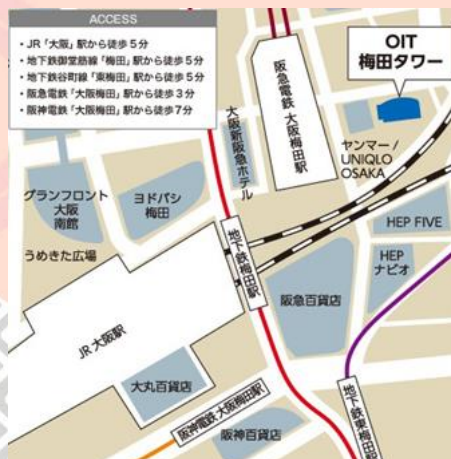 ACCESS
・JR「大阪」駅から徒歩5分
・地下鉄御堂筋線「梅田」駅から徒歩5分
・地下鉄谷町線「東梅田」駅から徒歩5分
・阪急電鉄「大阪梅田」駅から徒歩3分
・阪神電鉄「大阪梅田」駅から徒歩7分
OIT
梅田タワー
阪急電鉄 大阪梅田駅
大阪新阪急ホテル
ヤンマー/
UNIQLO
OSAKA
グランフロント
大阪
南館
ヨドバシ
梅田
HEP FIVE
うめきた広場
地下鉄梅田駅
HEP
ナビオ
阪急百貨店
JR 大阪駅
大丸百貨店
阪神電鉄 大阪梅田駅
地下鉄東梅田駅
阪神百貨店